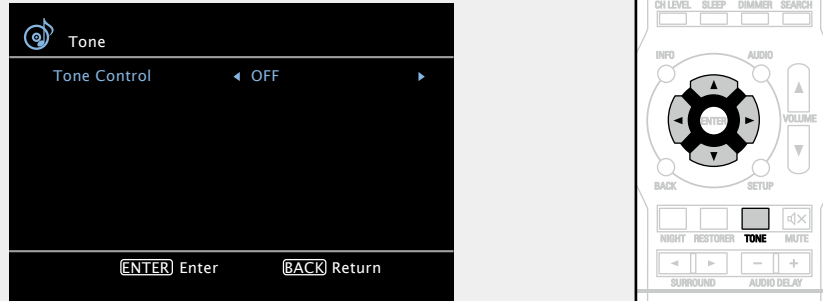 Tone
Tone Control OFF
ENTER Enter BACK Return
CH LEVEL SLEEP DIMMER SEARCH
INFO AUDIO
ENTER
VOLUME
BACK SETUP
NIGHT RESTORER TONE MUTE
− +
SURROUND AUDIO DELAY